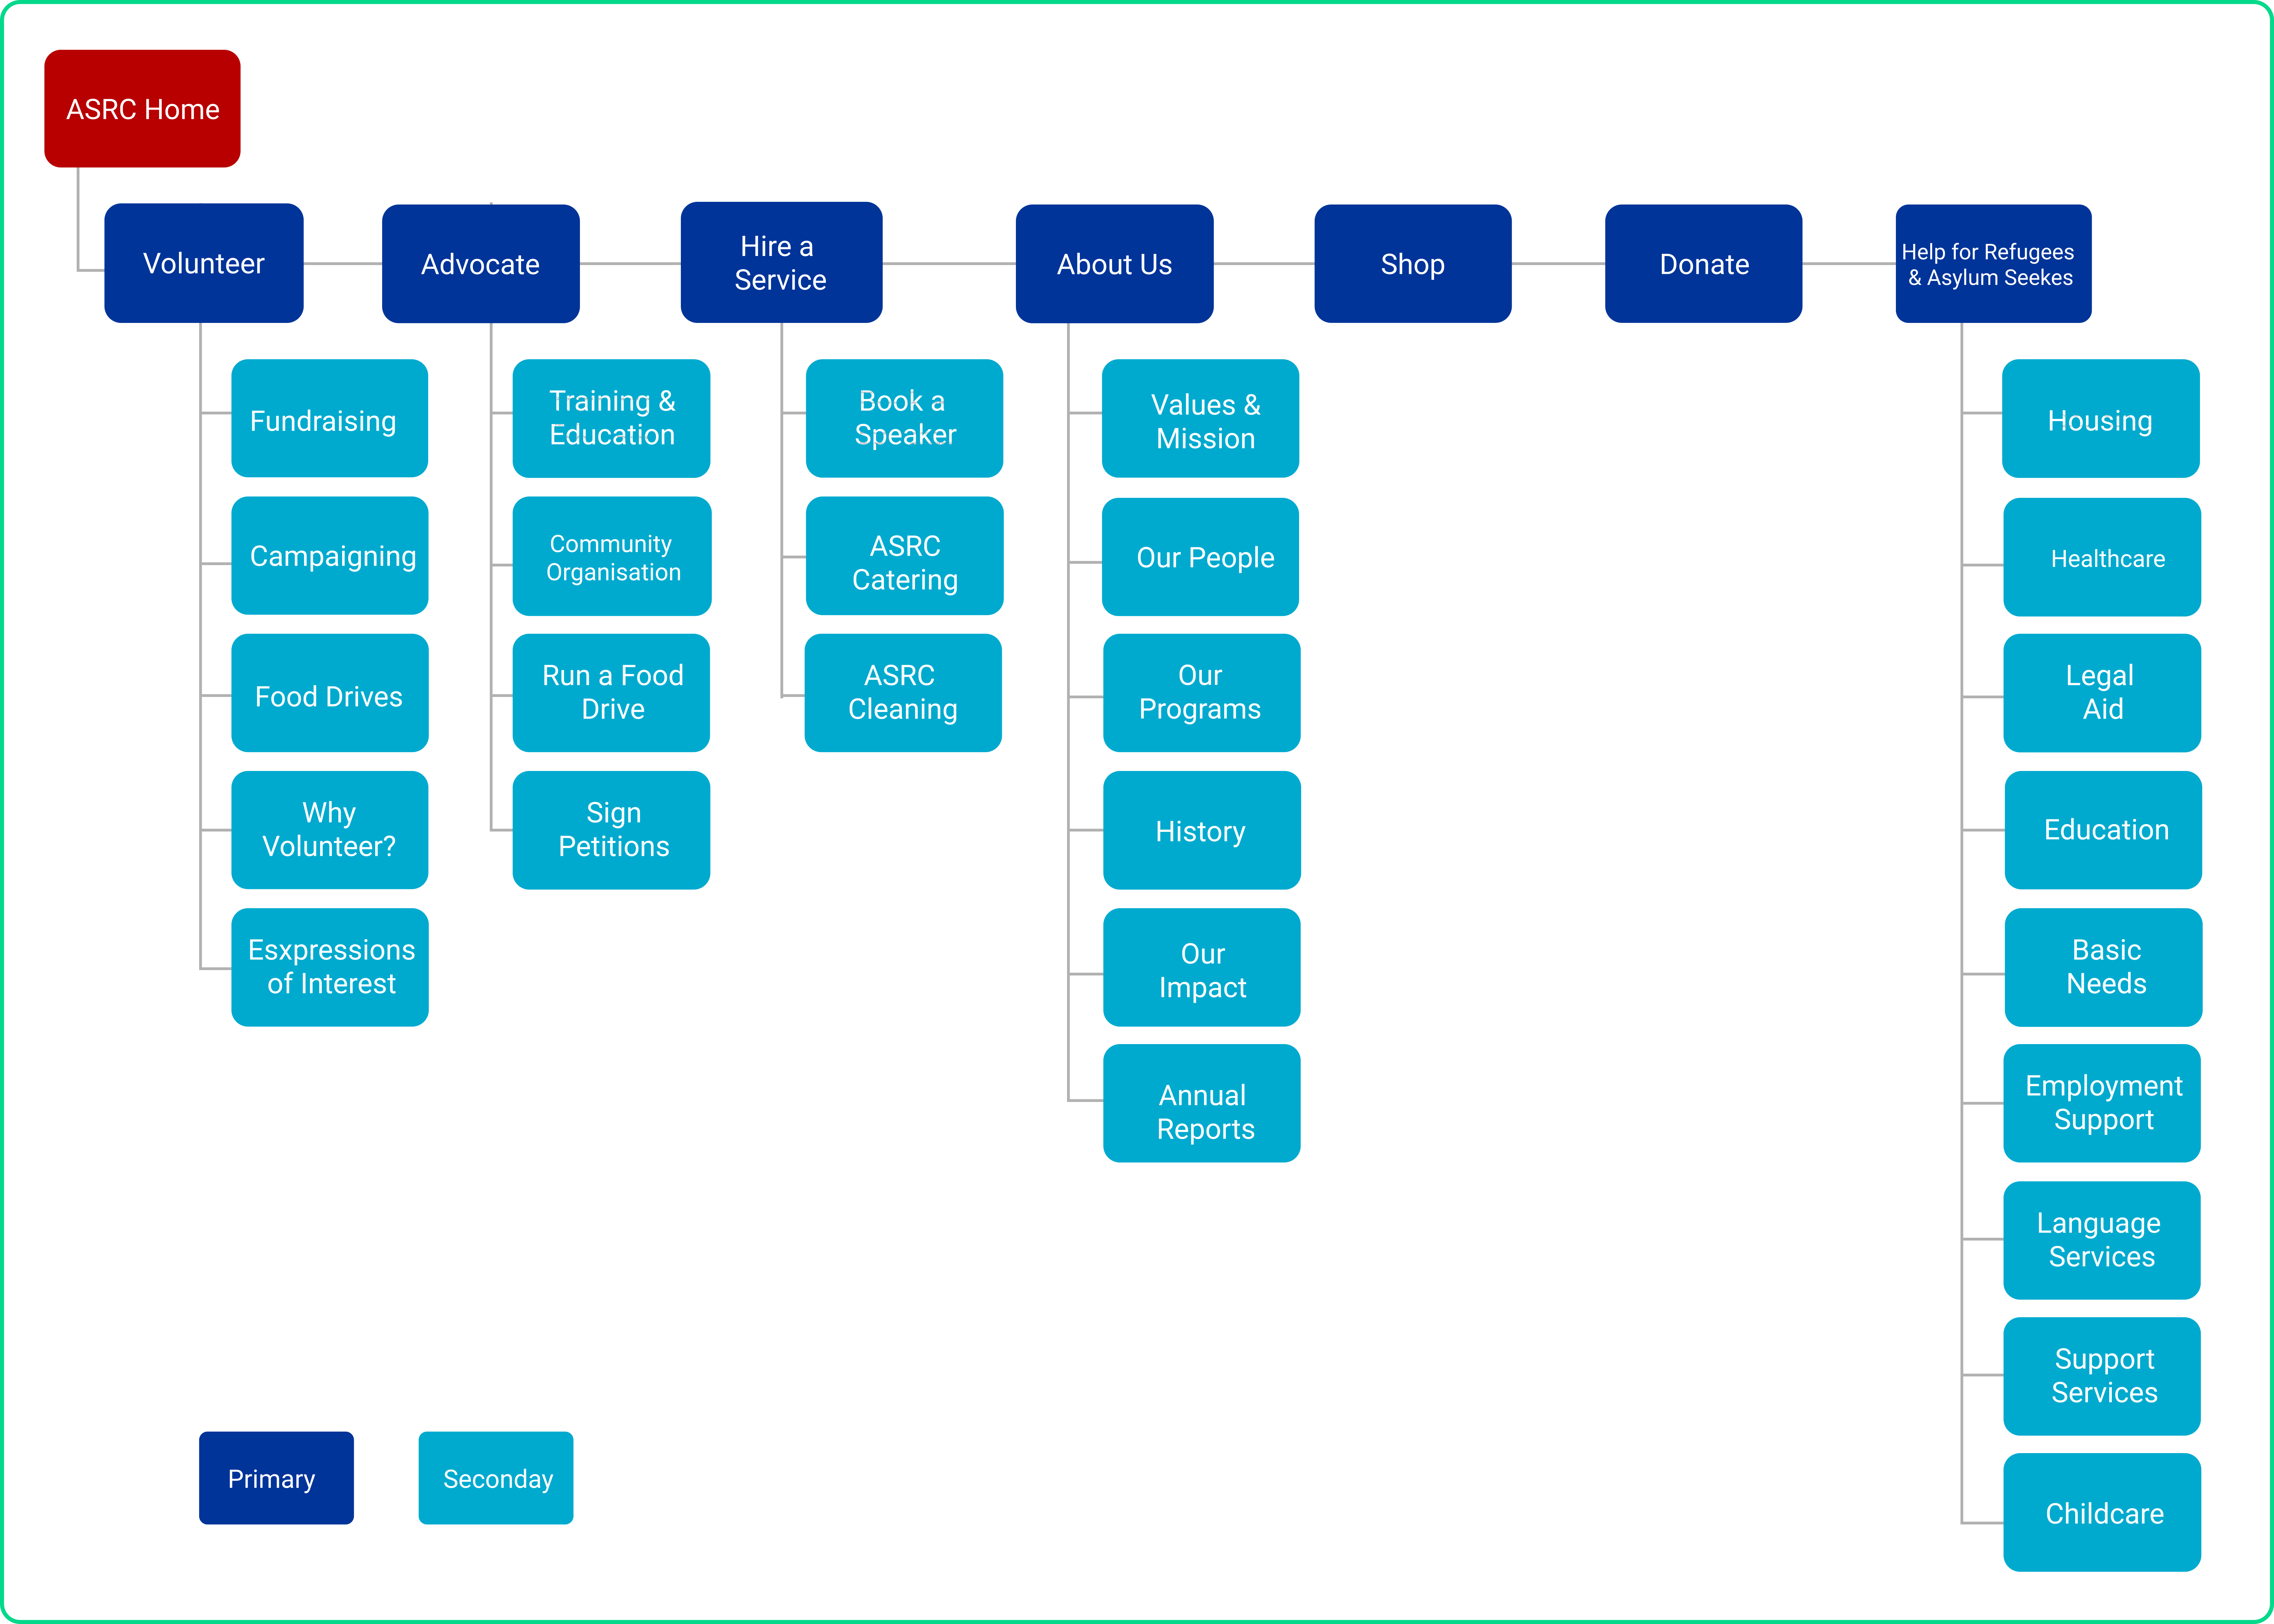 ASRC Home
Volunteer
Advocate
Hire a
Service
About Us
Shop
Donate
Help for Refugees
& Asylum Seekes
Fundraising
Campaigning
Food Drives
Why
Volunteer?
Esxpressions
of Interest
Training &
Education
Community
Organisation
Run a Food
Drive
Sign
Petitions
Book a
Speaker
ASRC
Catering
ASRC
Cleaning
Values &
Mission
Our People
Our
Programs
History
Our
Impact
Annual
Reports
Housing
Healthcare
Legal
Aid
Education
Basic
Needs
Employment
Support
Language
Services
Support
Services
Childcare
Primary
Seconday